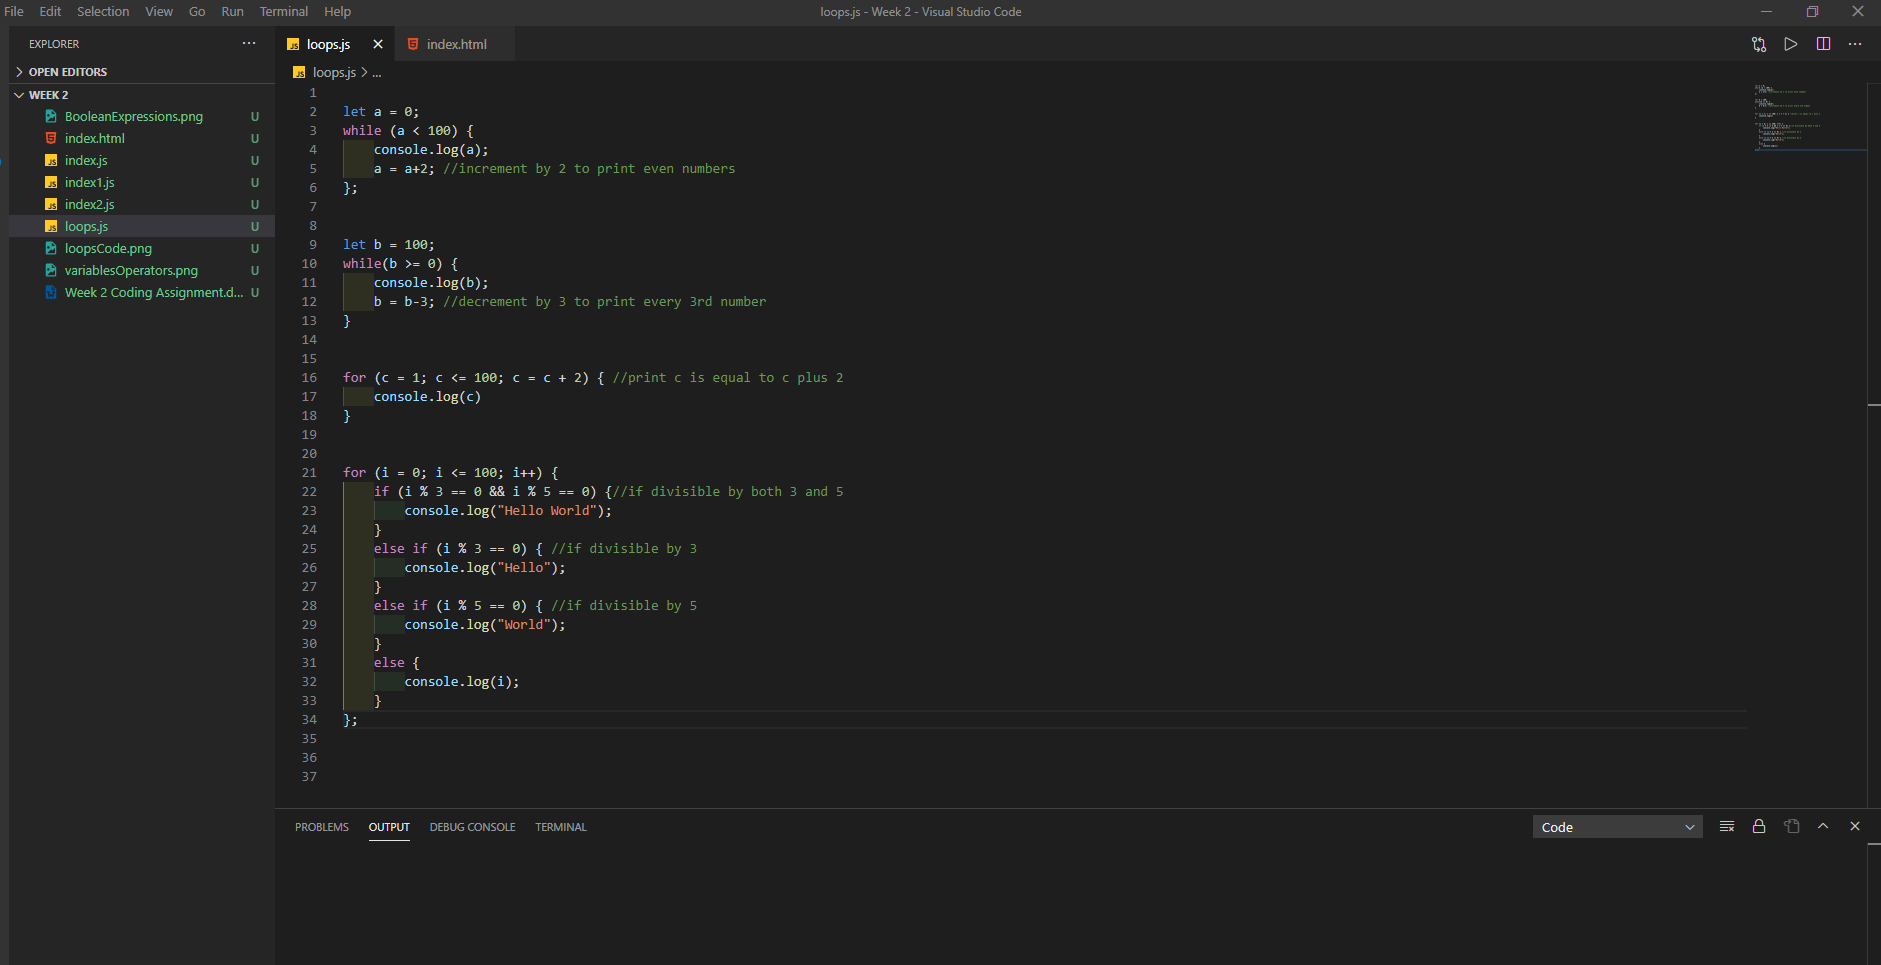 File Edit Selection View Go Run Terminal Help
loops.js - Week 2 - Visual Studio Code
EXPLORER
OPEN EDITORS
WEEK 2
BooleanExpressions.png U
index.html U
index.js U
index1.js U
index2.js U
loops.js U
loopsCode.png U
variablesOperators.png U
Week 2 Coding Assignment.d... U
loops.js
index.html
loops.js > ...
1
2 let a = 0;
3 while (a < 100) {
4     console.log(a);
5     a = a+2; //increment by 2 to print even numbers
6 };
7
8
9 let b = 100;
10 while(b >= 0) {
11     console.log(b);
12     b = b-3; //decrement by 3 to print every 3rd number
13 }
14
15
16 for (c = 1; c <= 100; c = c + 2) { //print c is equal to c plus 2
17     console.log(c)
18 }
19
20
21 for (i = 0; i <= 100; i++) {
22     if (i % 3 == 0 && i % 5 == 0) {//if divisible by both 3 and 5
23         console.log("Hello World");
24     }
25     else if (i % 3 == 0) { //if divisible by 3
26         console.log("Hello");
27     }
28     else if (i % 5 == 0) { //if divisible by 5
29         console.log("World");
30     }
31     else {
32         console.log(i);
33     }
34 };
35
36
37
PROBLEMS OUTPUT DEBUG CONSOLE TERMINAL
Code